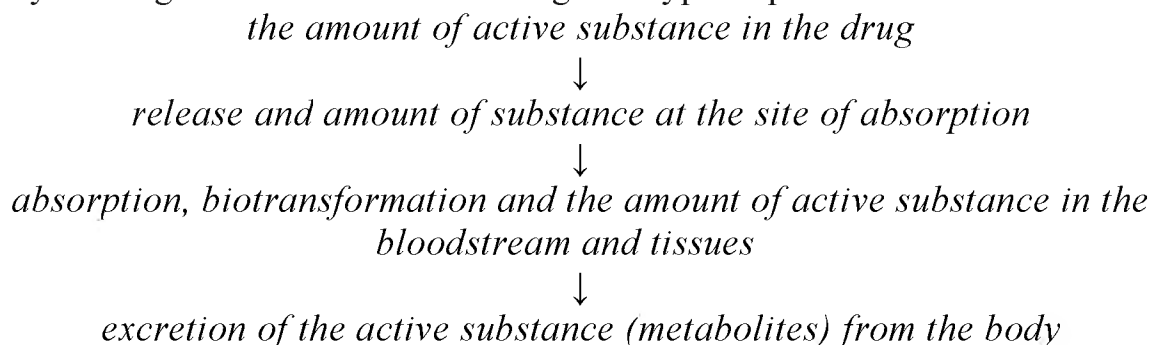 the amount of active substance in the drug
↓
release and amount of substance at the site of absorption
↓
absorption, biotransformation and the amount of active substance in the
bloodstream and tissues
↓
excretion of the active substance (metabolites) from the body